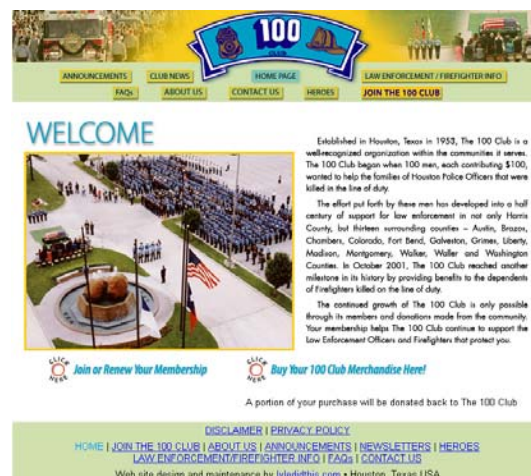 100
CLUB
ANNOUNCEMENTS CLUB NEWS HOME PAGE LAW ENFORCEMENT / FIREFIGHTER INFO
FAQs ABOUT US CONTACT US HEROES JOIN THE 100 CLUB
WELCOME
Established in Houston, Texas in 1953, The 100 Club is a
well-recognized organization within the communities it serves.
The 100 Club began when 100 men, each contributing $100,
wanted to help the families of Houston Police Officers that were
killed in the line of duty.
The effort put forth by these men has developed into a half
century of support for law enforcement in not only Harris
County, but thirteen surrounding counties – Austin, Brazos,
Chambers, Colorado, Fort Bend, Galveston, Grimes, Liberty,
Madison, Montgomery, Walker, Waller and Washington
Counties. In October 2001, The 100 Club reached another
milestone in its history by providing benefits to the dependents
of Firefighters killed on the line of duty.
The continued growth of The 100 Club is only possible
through its members and donations made from the community.
Your membership helps The 100 Club continue to support the
Law Enforcement Officers and Firefighters that protect you.
CLICK HERE Join or Renew Your Membership
CLICK HERE Buy Your 100 Club Merchandise Here!
A portion of your purchase will be donated back to The 100 Club
DISCLAIMER | PRIVACY POLICY
HOME | JOIN THE 100 CLUB | ABOUT US | ANNOUNCEMENTS | NEWSLETTERS | HEROES
LAW ENFORCEMENT/FIREFIGHTER INFO | FAQs | CONTACT US
Web site design and maintenance by lyledidthis.com • Houston, Texas USA